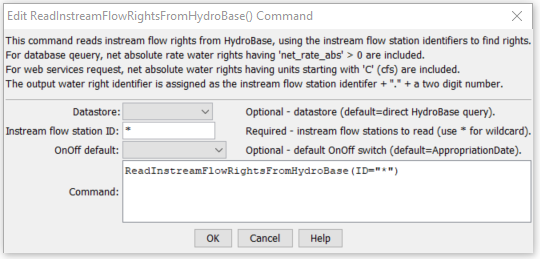 Edit ReadInstreamFlowRightsFromHydroBase() Command
This command reads instream flow rights from HydroBase, using the instream flow station identifiers to find rights.
For database qeuery, net absolute rate water rights having 'net_rate_abs' > 0 are included.
For web services request, net absolute water rights having units starting with 'C' (cfs) are included.
The output water right identifier is assigned as the instream flow station identifer + "." + a two digit number.
Datastore: Optional - datastore (default=direct HydroBase query).
Instream flow station ID: * Required - instream flow stations to read (use * for wildcard).
OnOff default: Optional - default OnOff switch (default=AppropriationDate).
Command: ReadInstreamFlowRightsFromHydroBase(ID="*")
OK Cancel Help